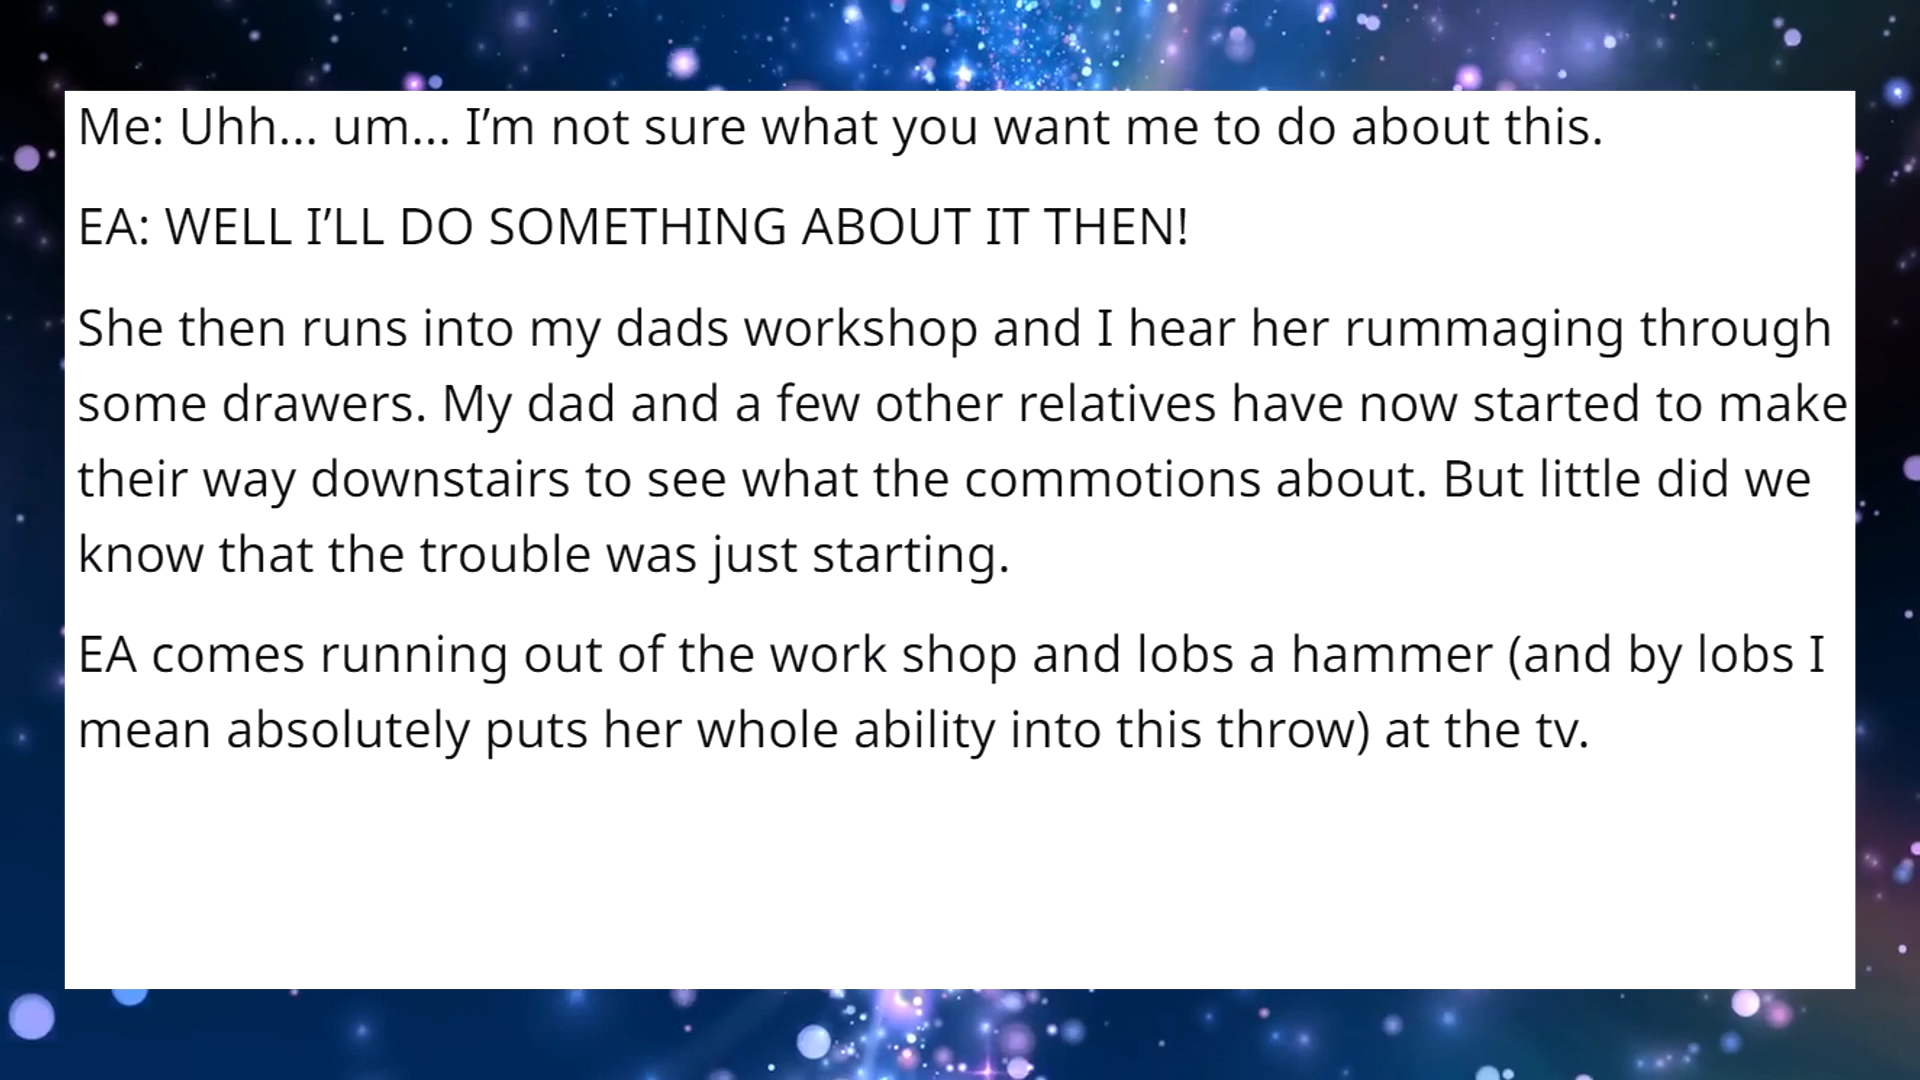 Me: Uhh... um... I’m not sure what you want me to do about this.
EA: WELL I’LL DO SOMETHING ABOUT IT THEN!
She then runs into my dads workshop and I hear her rummaging through
some drawers. My dad and a few other relatives have now started to make
their way downstairs to see what the commotions about. But little did we
know that the trouble was just starting.
EA comes running out of the work shop and lobs a hammer (and by lobs I
mean absolutely puts her whole ability into this throw) at the tv.